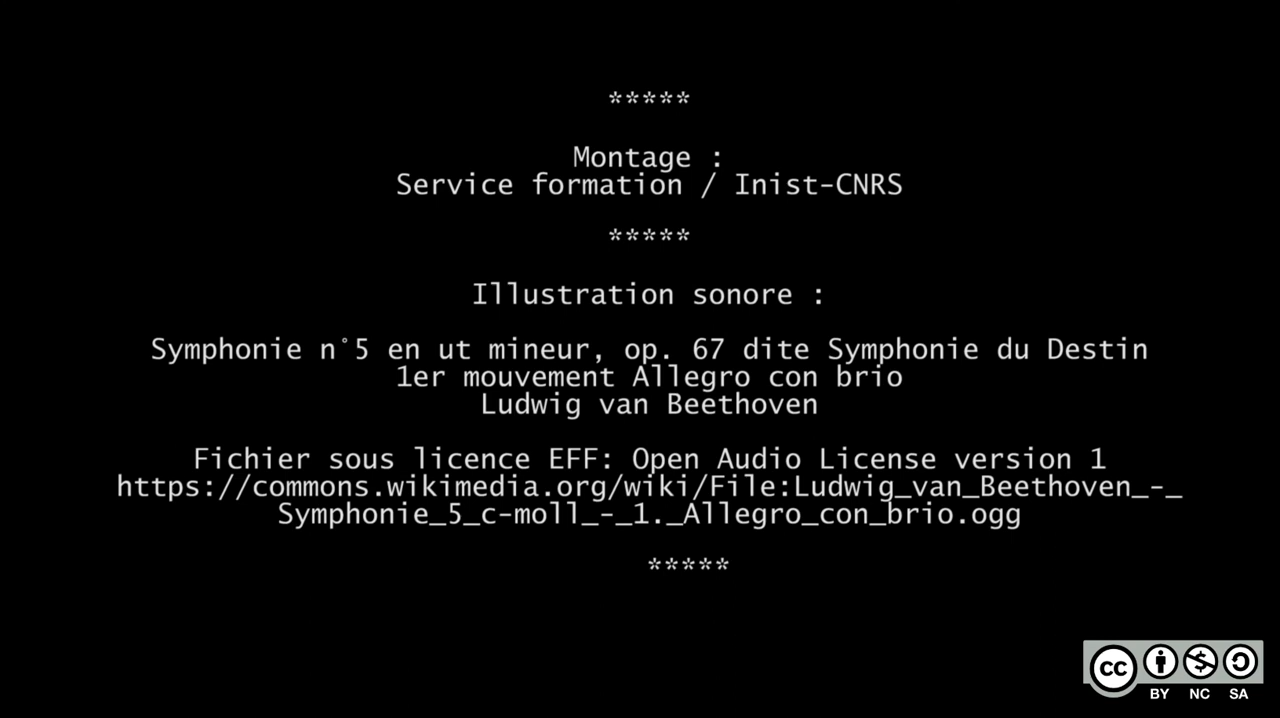 *****
Montage :
Service formation / Inist-CNRS
*****
Illustration sonore :
Symphonie n°5 en ut mineur, op. 67 dite Symphonie du Destin
1er mouvement Allegro con brio
Ludwig van Beethoven
Fichier sous licence EFF: Open Audio License version 1
https://commons.wikimedia.org/wiki/File:Ludwig_van_Beethoven_-_
Symphonie_5_c-moll_-_1._Allegro_con_brio.ogg
*****
cc
BY NC SA